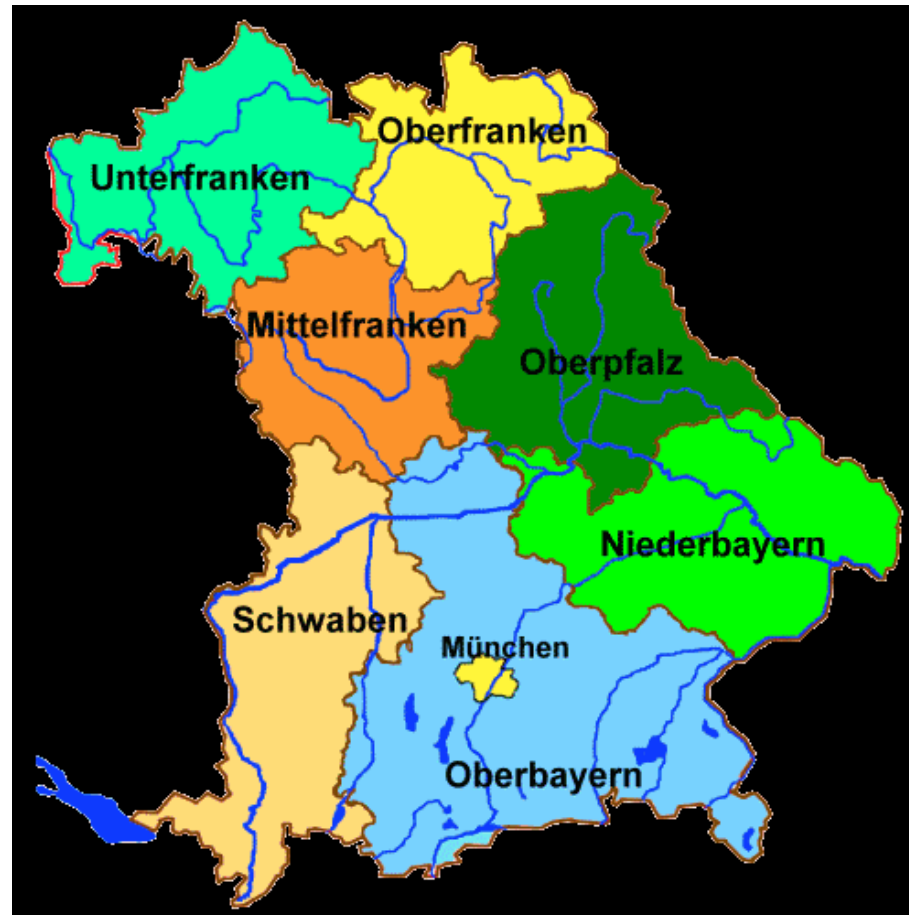 Oberfranken
Unterfranken
Mittelfranken
Oberpfalz
Niederbayern
Schwaben
München
Oberbayern